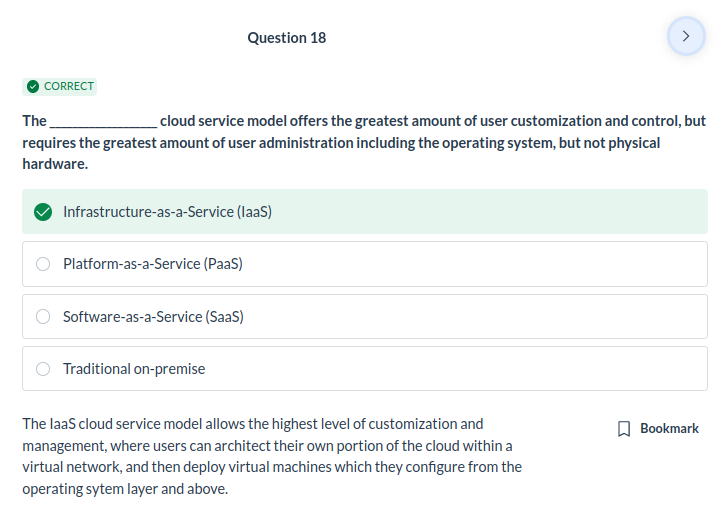 Question 18
CORRECT
The __________________ cloud service model offers the greatest amount of user customization and control, but
requires the greatest amount of user administration including the operating system, but not physical
hardware.
Infrastructure-as-a-Service (IaaS)
Platform-as-a-Service (PaaS)
Software-as-a-Service (SaaS)
Traditional on-premise
The IaaS cloud service model allows the highest level of customization and
management, where users can architect their own portion of the cloud within a
virtual network, and then deploy virtual machines which they configure from the
operating sytem layer and above.
Bookmark